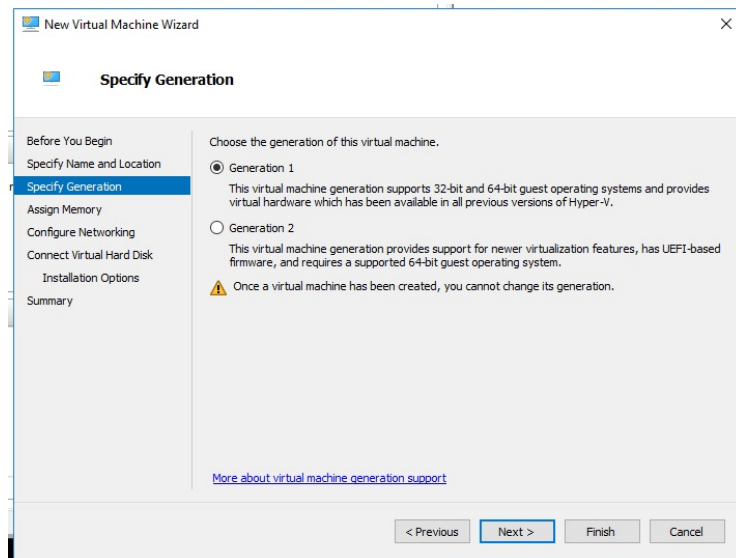 New Virtual Machine Wizard
Specify Generation
Before You Begin
Specify Name and Location
Specify Generation
Assign Memory
Configure Networking
Connect Virtual Hard Disk
Installation Options
Summary
Choose the generation of this virtual machine.
Generation 1
This virtual machine generation supports 32-bit and 64-bit guest operating systems and provides
virtual hardware which has been available in all previous versions of Hyper-V.
Generation 2
This virtual machine generation provides support for newer virtualization features, has UEFI-based
firmware, and requires a supported 64-bit guest operating system.
Once a virtual machine has been created, you cannot change its generation.
More about virtual machine generation support
< Previous
Next >
Finish
Cancel